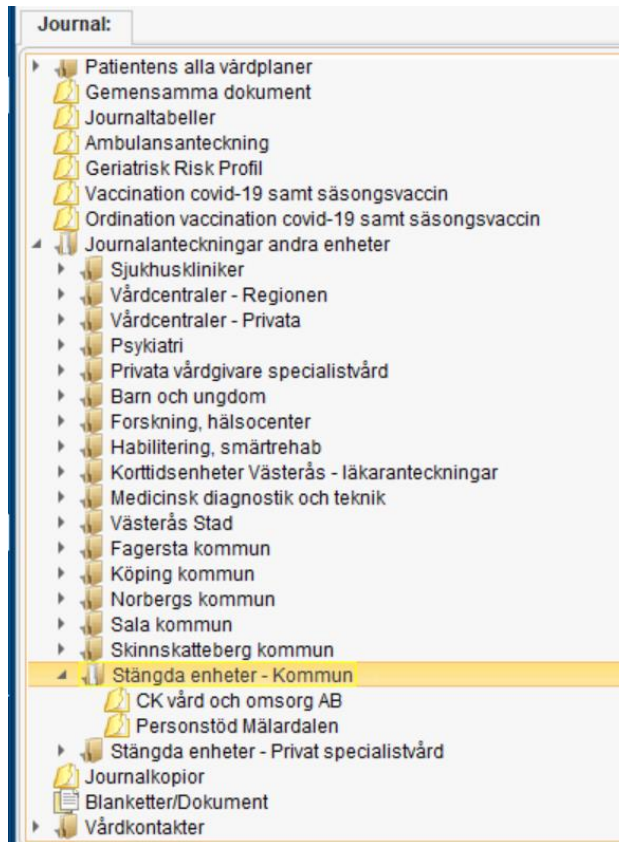 Journal:
Patientens alla vårdplaner
Gemensamma dokument
Journaltabeller
Ambulansanteckning
Geriatrisk Risk Profil
Vaccination covid-19 samt säsongsvaccin
Ordination vaccination covid-19 samt säsongsvaccin
Journalanteckningar andra enheter
Sjukhuskliniker
Vårdcentraler - Regionen
Vårdcentraler - Privata
Psykiatri
Privata vårdgivare specialistvård
Barn och ungdom
Forskning, hälsocenter
Habilitering, smärtrehab
Korttidsenheter Västerås - läkaranteckningar
Medicinsk diagnostik och teknik
Västerås Stad
Fagersta kommun
Köping kommun
Norbergs kommun
Sala kommun
Skinnskatteberg kommun
Stängda enheter - Kommun
CK vård och omsorg AB
Personstöd Mälardalen
Stängda enheter - Privat specialistvård
Journalkopior
Blanketter/Dokument
Vårdkontakter